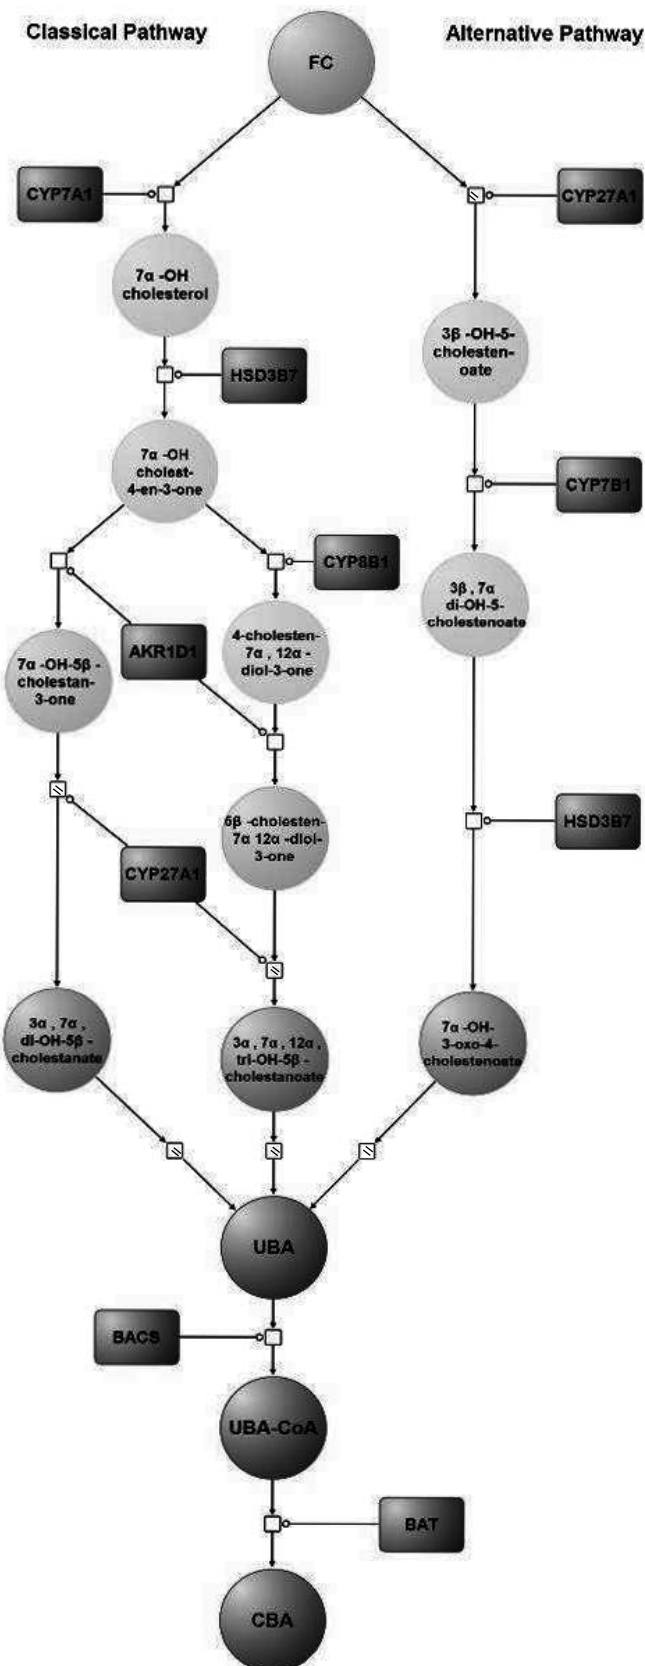 Classical Pathway
Alternative Pathway
FC
CYP7A1
CYP27A1
7α -OH
cholesterol
3β -OH-5-
cholesten-
oate
HSD3B7
7α -OH
cholest-
4-en-3-one
CYP7B1
CYP8B1
3β , 7α
di-OH-5-
cholestenoate
AKR1D1
4-cholesten-
7α , 12α -
diol-3-one
7α -OH-5β -
cholestan-
3-one
HSD3B7
5β -cholesten-
7α 12α -diol-
3-one
CYP27A1
3α , 7α ,
di-OH-5β -
cholestanate
3α , 7α , 12α ,
tri-OH-5β -
cholestanoate
7α -OH-
3-oxo-4-
cholestenoate
UBA
BACS
UBA-CoA
BAT
CBA